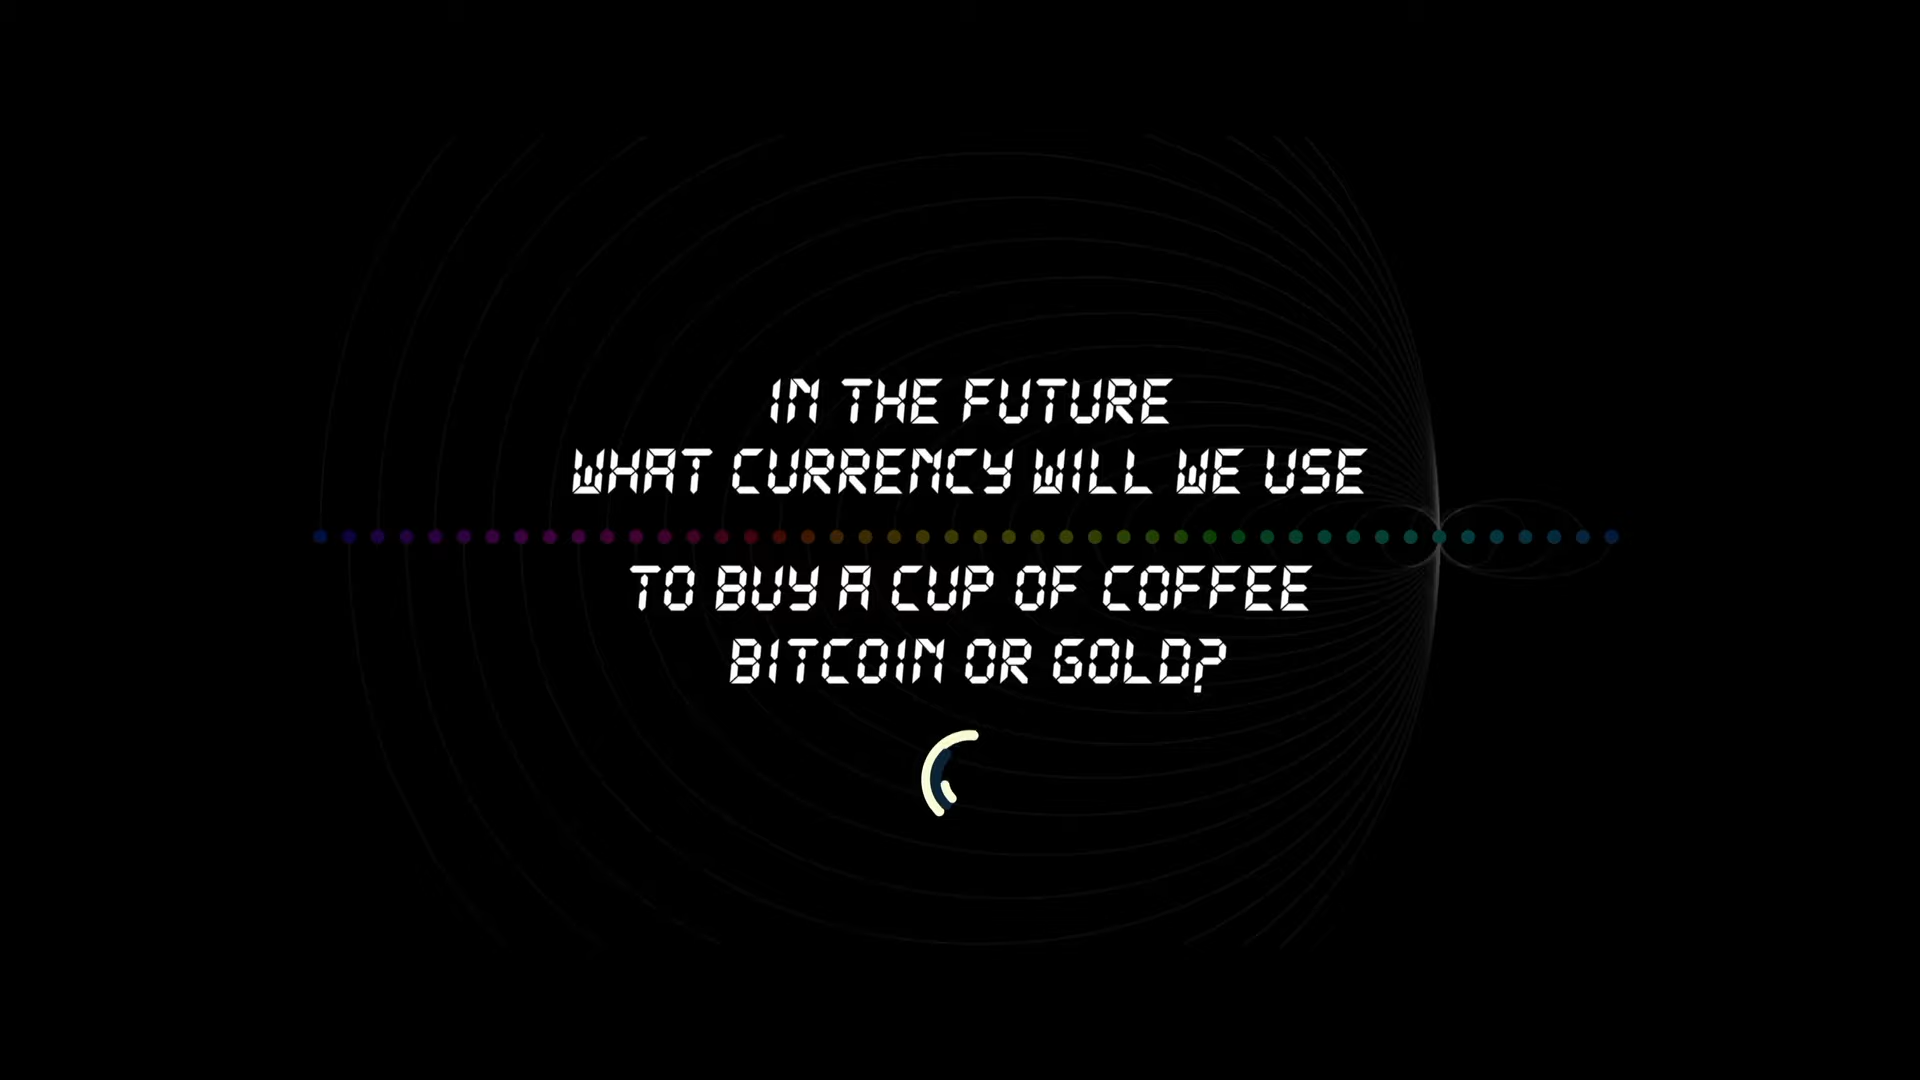 IN THE FUTURE
WHAT CURRENCY WILL WE USE
TO BUY A CUP OF COFFEE
BITCOIN OR GOLD?